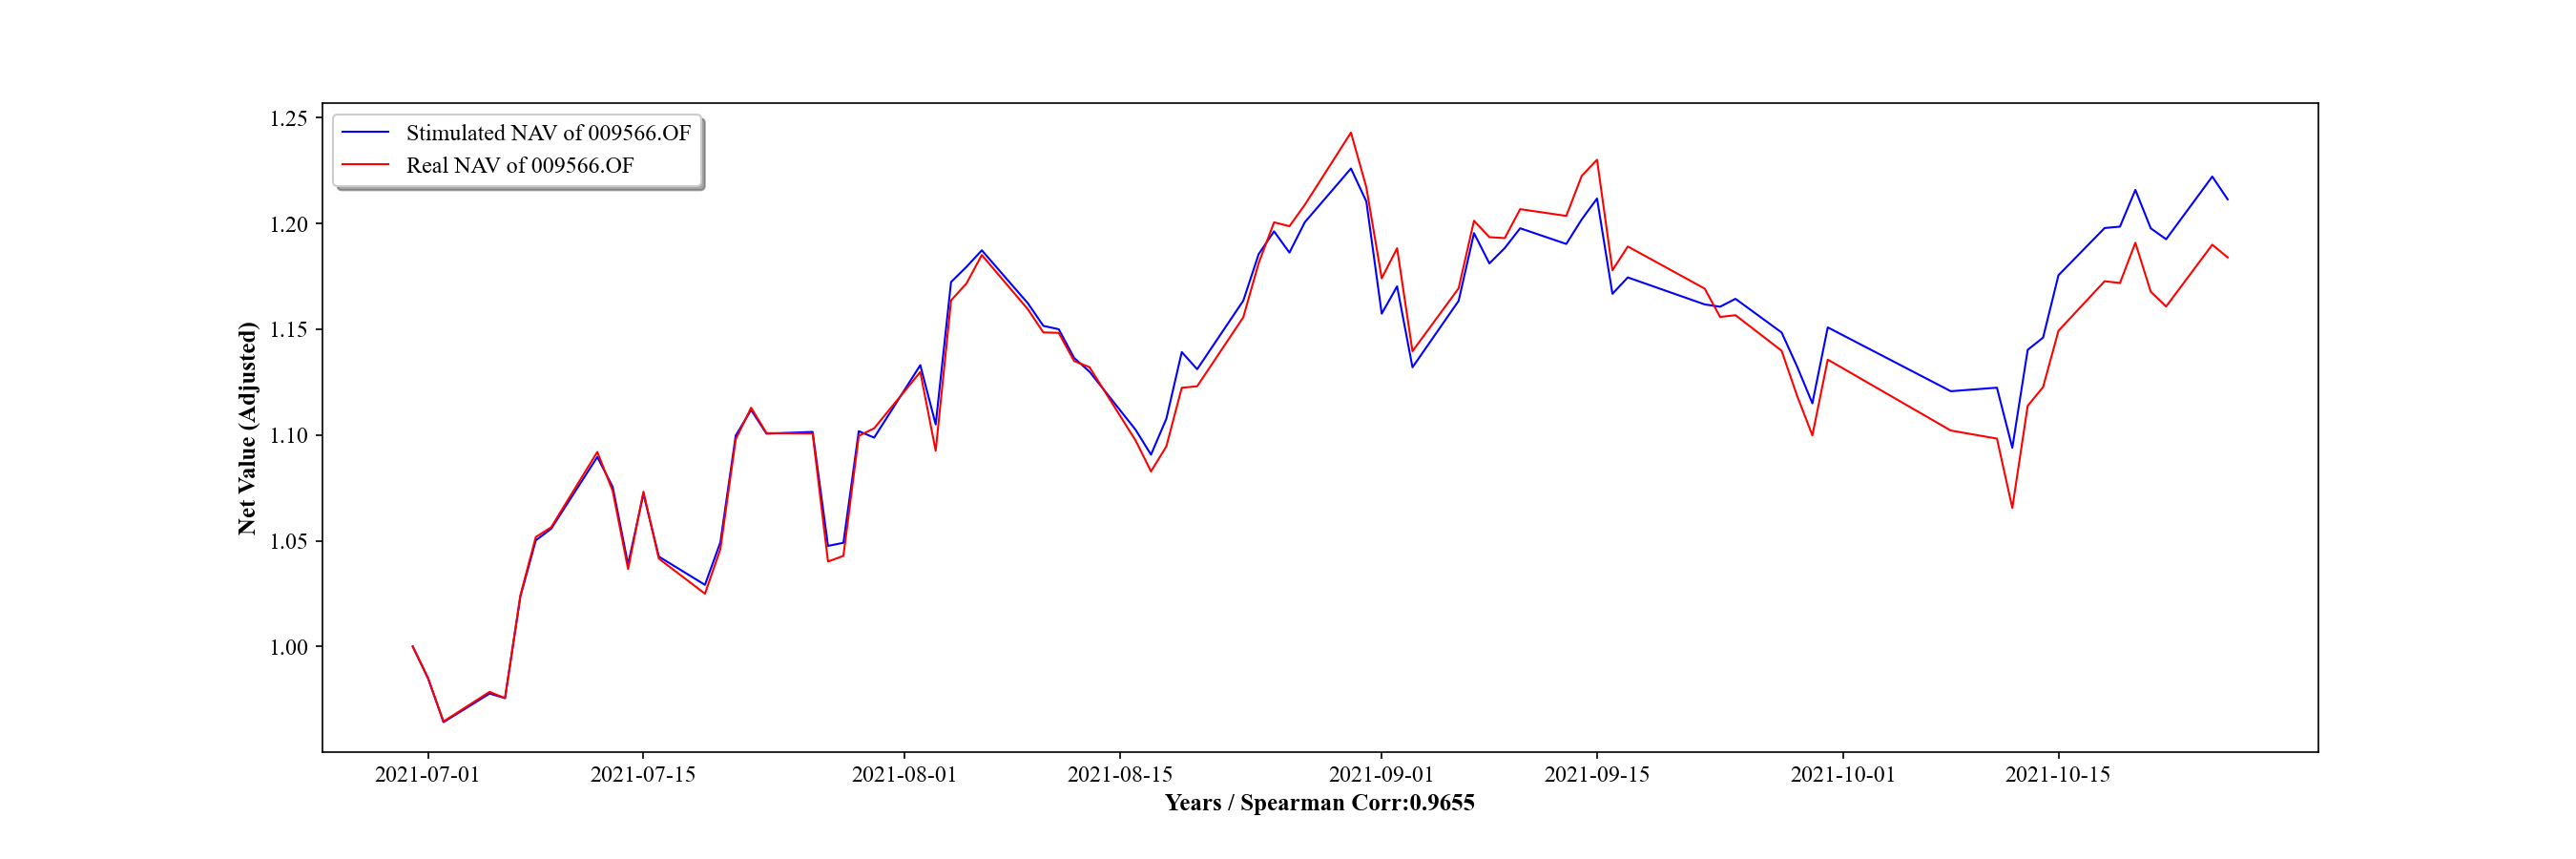 Stimulated NAV of 009566.OF
Real NAV of 009566.OF
1.25
1.20
1.15
1.10
1.05
1.00
Net Value (Adjusted)
2021-07-01 2021-07-15 2021-08-01 2021-08-15 2021-09-01 2021-09-15 2021-10-01 2021-10-15
Years / Spearman Corr:0.9655